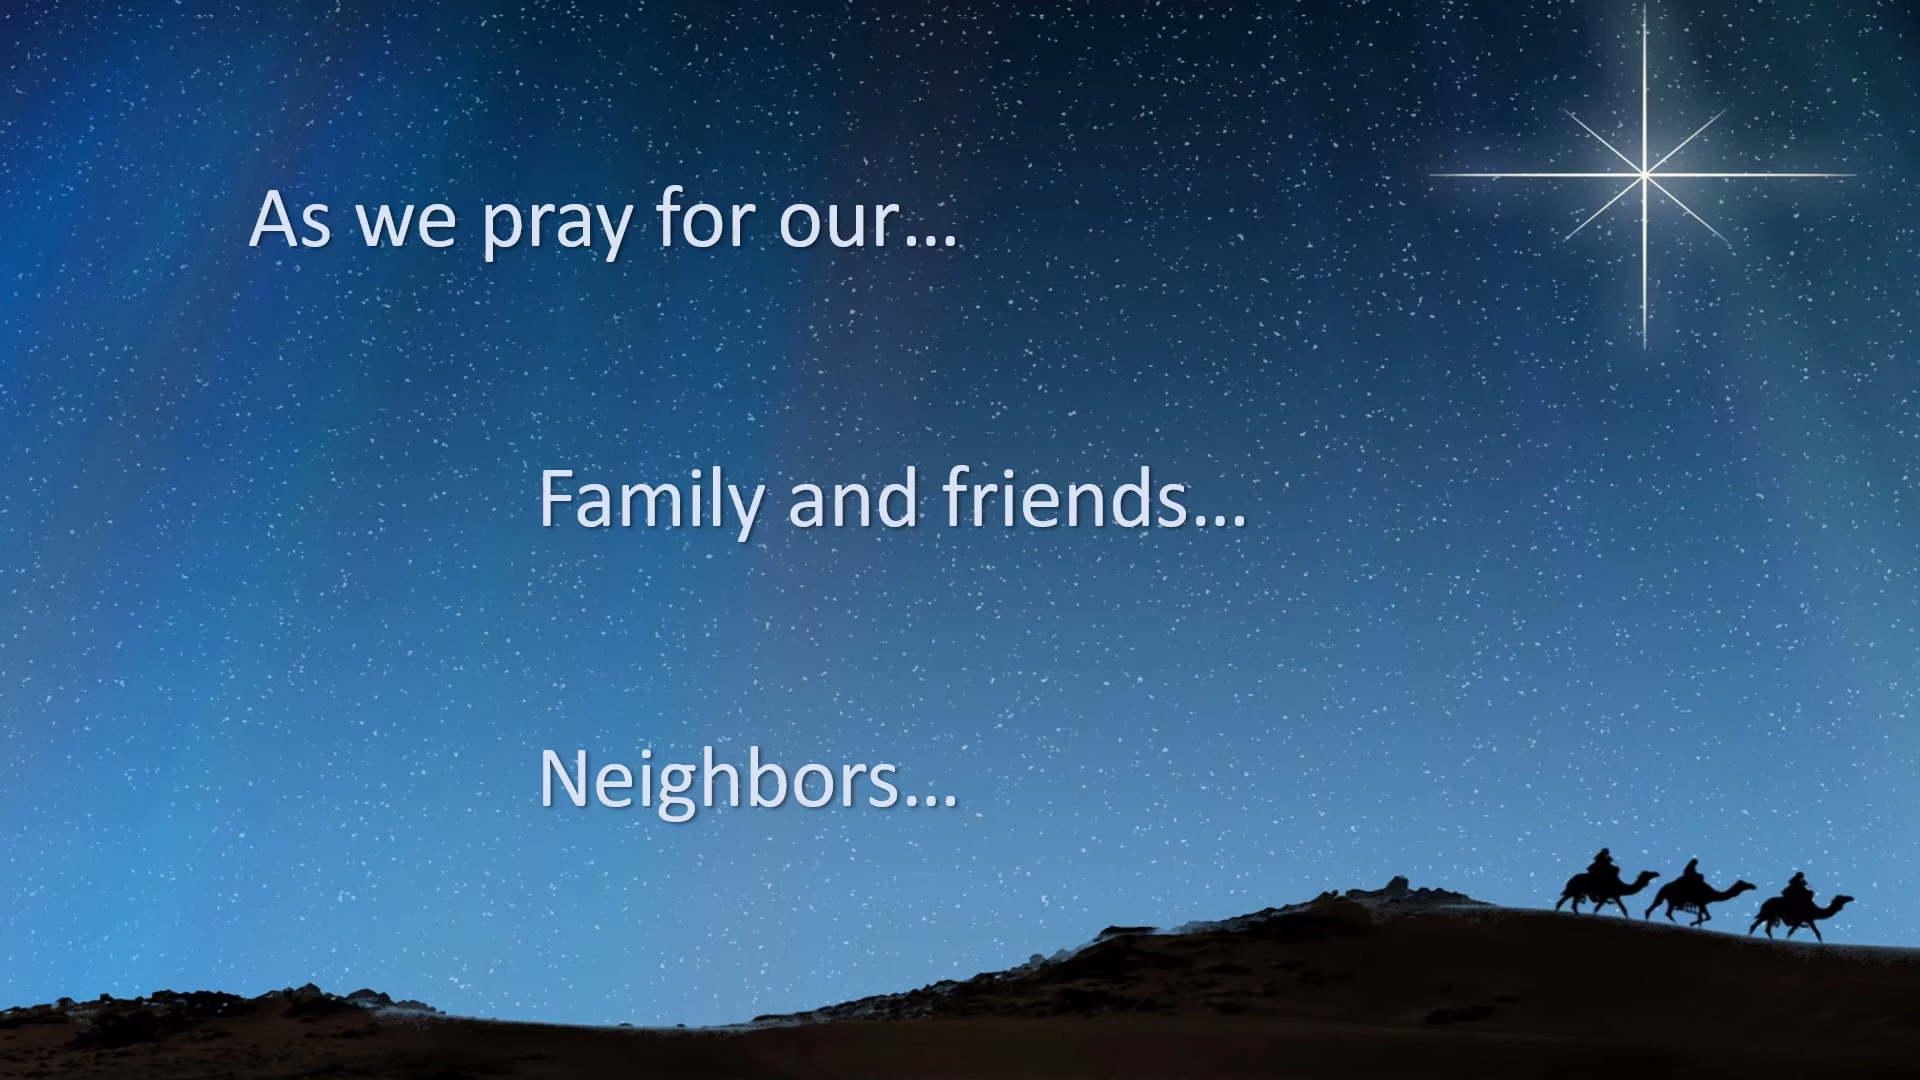 As we pray for our…
Family and friends…
Neighbors…